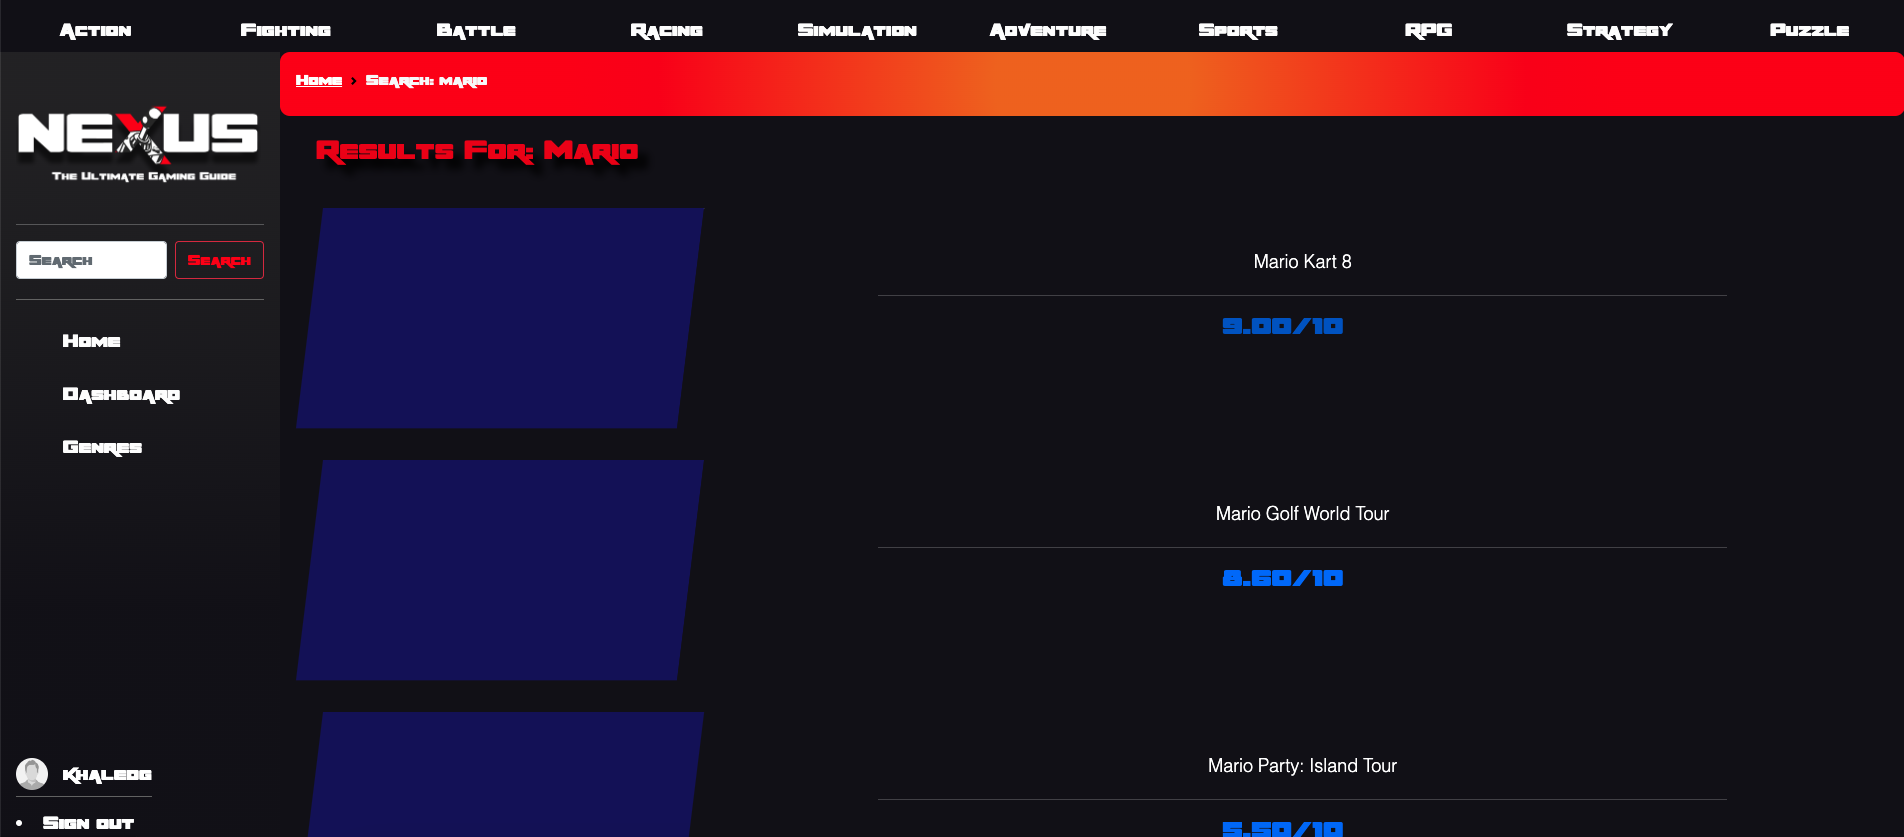 Action Fighting Battle Racing Simulation Adventure Sports RPG Strategy Puzzle
NEXUS
The Ultimate Gaming Guide
Search Search
Home
Dashboard
Genres
Khaledg
Sign out
Home > Search: mario
Results For: Mario
Mario Kart 8
9.00/10
Mario Golf World Tour
8.60/10
Mario Party: Island Tour
5.50/10